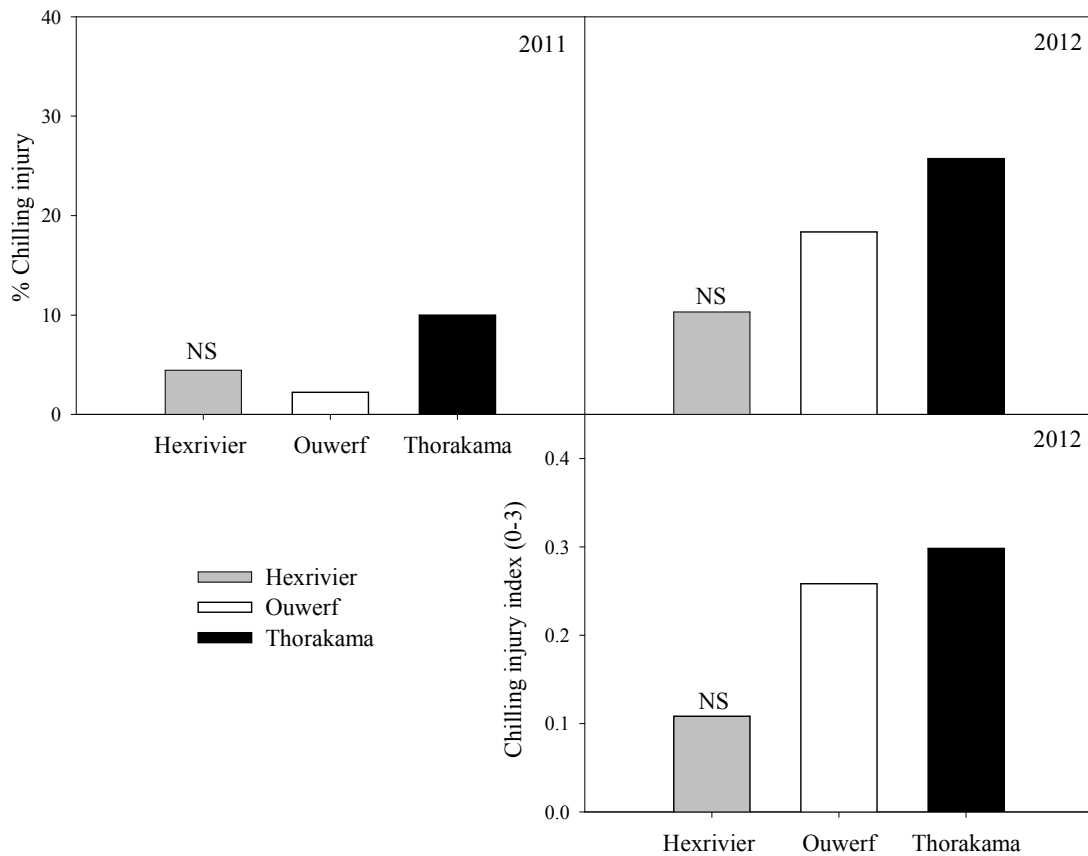 40
30
20
10
0
% Chilling injury
2011
NS
Hexrivier Ouwerf Thorakama
2012
NS
Hexrivier
Ouwerf
Thorakama
2012
0.4
0.3
0.2
0.1
0.0
Chilling injury index (0-3)
NS
Hexrivier Ouwerf Thorakama